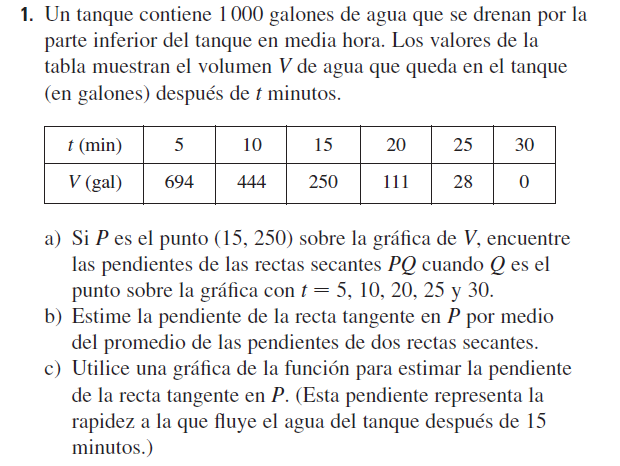 1. Un tanque contiene 1 000 galones de agua que se drenan por la
parte inferior del tanque en media hora. Los valores de la
tabla muestran el volumen V de agua que queda en el tanque
(en galones) después de t minutos.
t (min) 5 10 15 20 25 30
V (gal) 694 444 250 111 28 0
a) Si P es el punto (15, 250) sobre la gráfica de V, encuentre
las pendientes de las rectas secantes PQ cuando Q es el
punto sobre la gráfica con t = 5, 10, 20, 25 y 30.
b) Estime la pendiente de la recta tangente en P por medio
del promedio de las pendientes de dos rectas secantes.
c) Utilice una gráfica de la función para estimar la pendiente
de la recta tangente en P. (Esta pendiente representa la
rapidez a la que fluye el agua del tanque después de 15
minutos.)